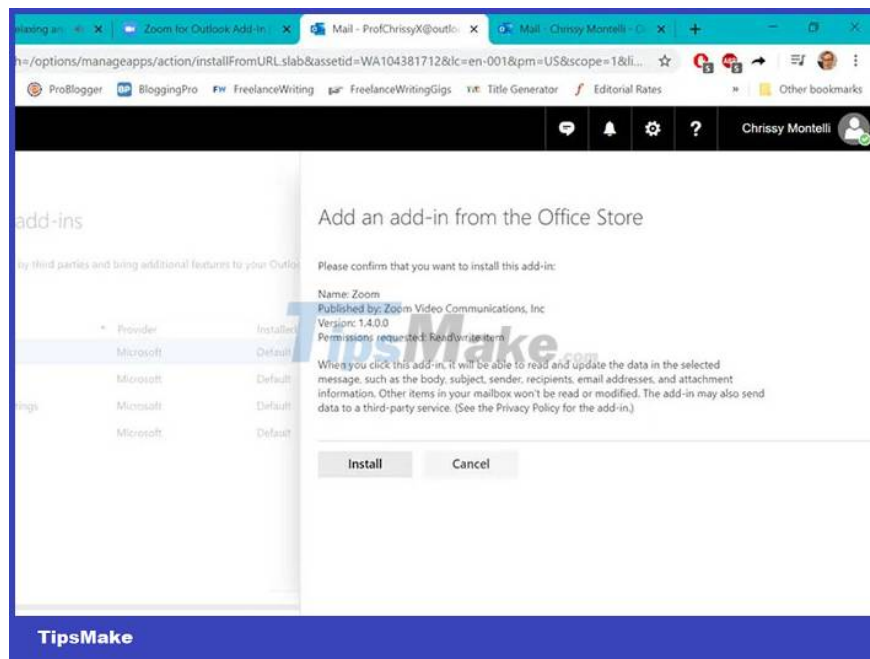 elaxing an
Zoom for Outlook Add-In
Mail - ProfChrissyX@outlo
Mail - Chrissy Montelli - O
h=/options/manageapps/action/installFromURL.slab&assetid=WA104381712&lc=en-001&pm=US&scope=1&li...
ProBlogger
BP BloggingPro
FW FreelanceWriting
FreelanceWritingGigs
Title Generator
f Editorial Rates
»
Other bookmarks
Chrissy Montelli
add-ins
by third parties and bring additional features to your Outloo
Provider Installed
Microsoft Default
Microsoft Default
tings Microsoft Default
Microsoft Default
Add an add-in from the Office Store
Please confirm that you want to install this add-in:
Name: Zoom
Published by: Zoom Video Communications, Inc
Version: 1.4.0.0
Permissions requested: Read\write item
When you click this add-in, it will be able to read and update the data in the selected
message, such as the body, subject, sender, recipients, email addresses, and attachment
information. Other items in your mailbox won't be read or modified. The add-in may also send
data to a third-party service. (See the Privacy Policy for the add-in.)
Install Cancel
TipsMake.com
TipsMake